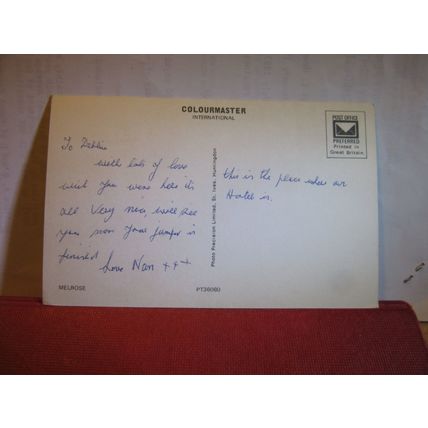 COLOURMASTER
INTERNATIONAL
POST OFFICE
PREFERRED
Printed in
Great Britain.
To Debbie
with lots of love
wish you were here its
all very nice, will see
you soon your jumper is
finished
Love Nan +++
Photo Precision Limited, St. Ives, Huntingdon
this is the place where our
Hotel is.
MELROSE
PT36080